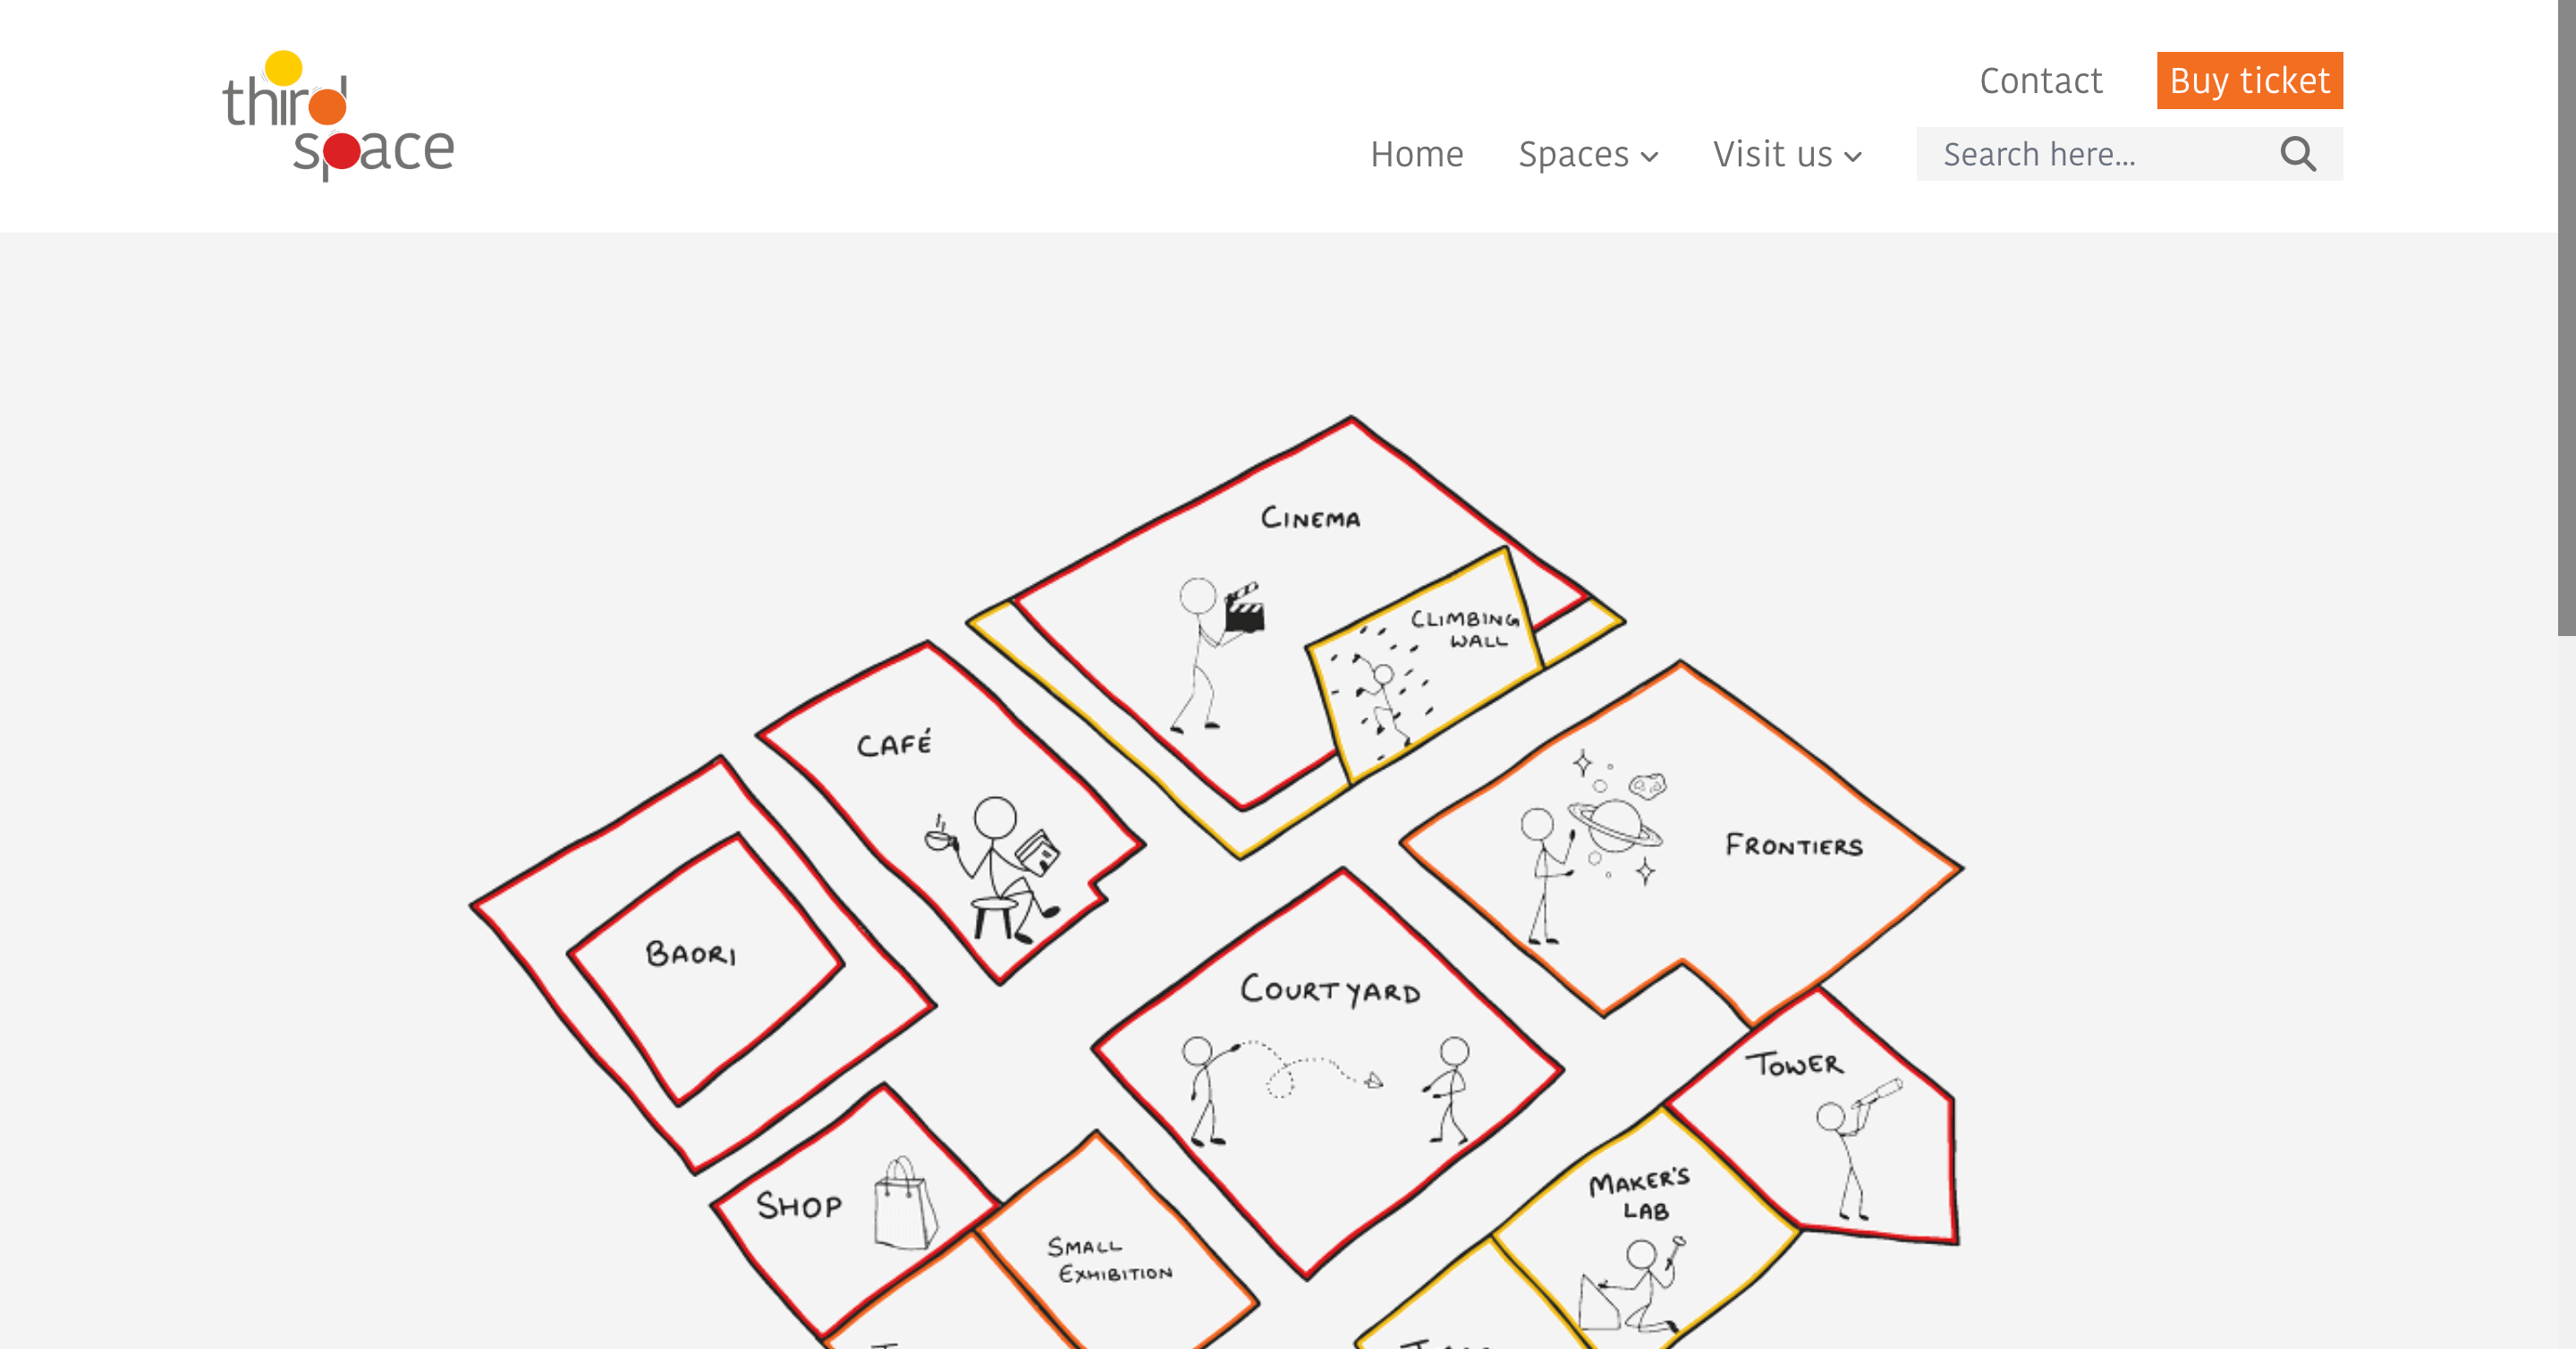 third
space
Contact
Buy ticket
Home
Spaces
Visit us
Search here...
CINEMA
CLIMBING
WALL
CAFÉ
FRONTIERS
BAORI
COURTYARD
TOWER
MAKER'S
LAB
SHOP
SMALL
EXHIBITION